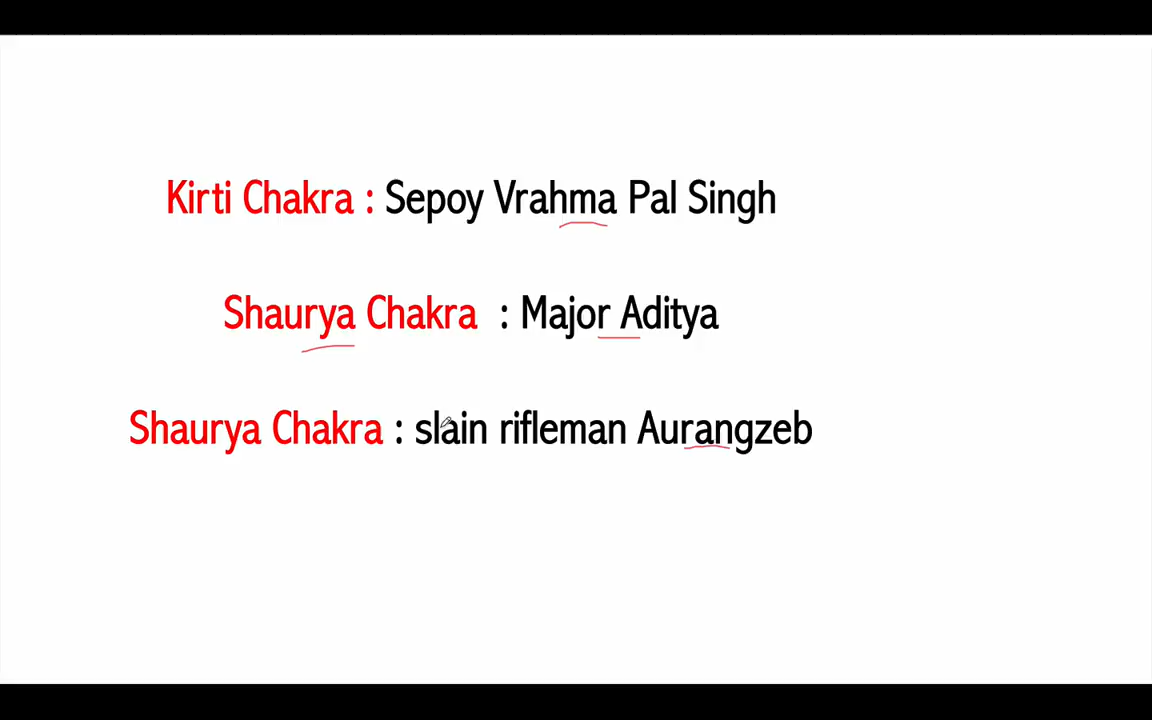 Kirti Chakra : Sepoy Vrahma Pal Singh
Shaurya Chakra : Major Aditya
Shaurya Chakra : slain rifleman Aurangzeb